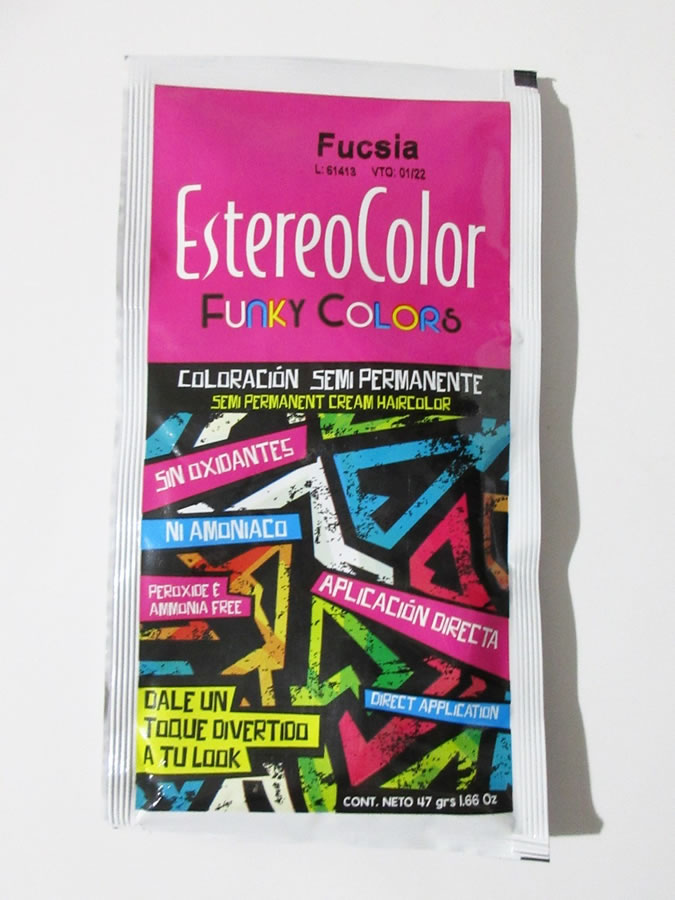 Fucsia
L: 61413 VTO: 01/22
EstereoColor
FUNKY COLORS
COLORACIÓN SEMI PERMANENTE
SEMI PERMANENT CREAM HAIRCOLOR
SIN OXIDANTES
NI AMONIACO
PEROXIDE &
AMMONIA FREE
APLICACIÓN DIRECTA
DIRECT APPLICATION
DALE UN
TOQUE DIVERTIDO
A TU LOOK
CONT. NETO 47 grs 1.66 Oz